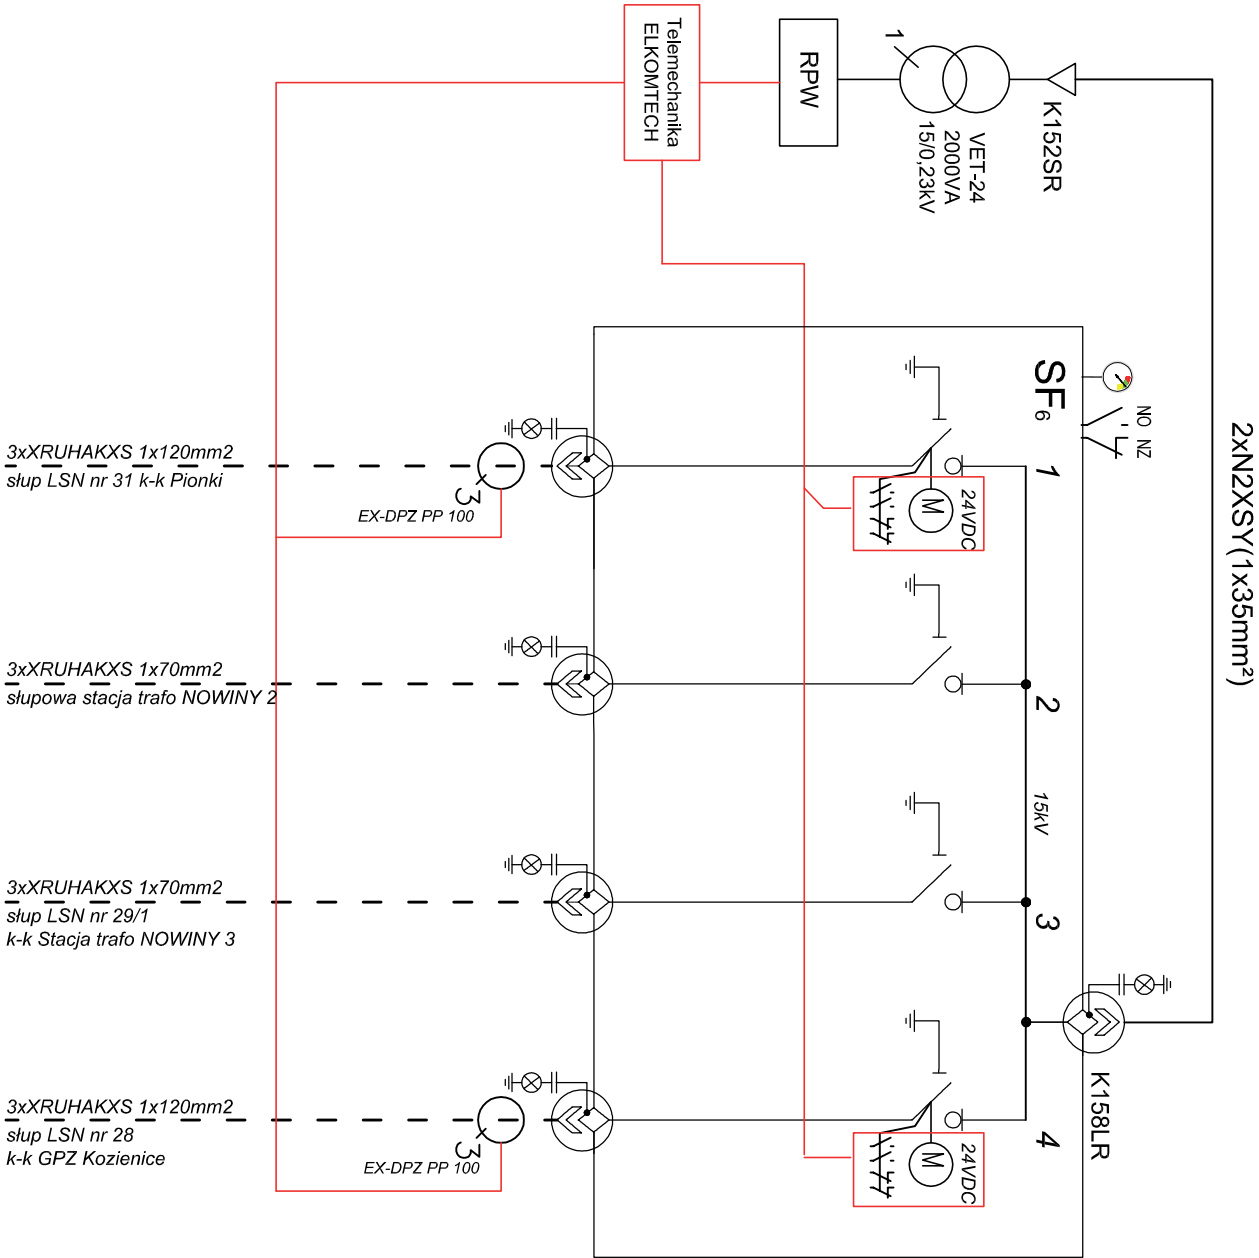 Telemechanika
ELKOMTECH
RPW
1
VET-24
2000VA
15/0,23kV
K152SR
2xN2XSY(1x35mm²)
SF6
NO NZ
1
24VDC
M
3xXRUHAKXS 1x120mm2
słup LSN nr 31 k-k Pionki
3
EX-DPZ PP 100
2
3xXRUHAKXS 1x70mm2
słupowa stacja trafo NOWINY 2
15kV
3
3xXRUHAKXS 1x70mm2
słup LSN nr 29/1
k-k Stacja trafo NOWINY 3
K158LR
4
24VDC
M
3xXRUHAKXS 1x120mm2
słup LSN nr 28
k-k GPZ Kozienice
3
EX-DPZ PP 100